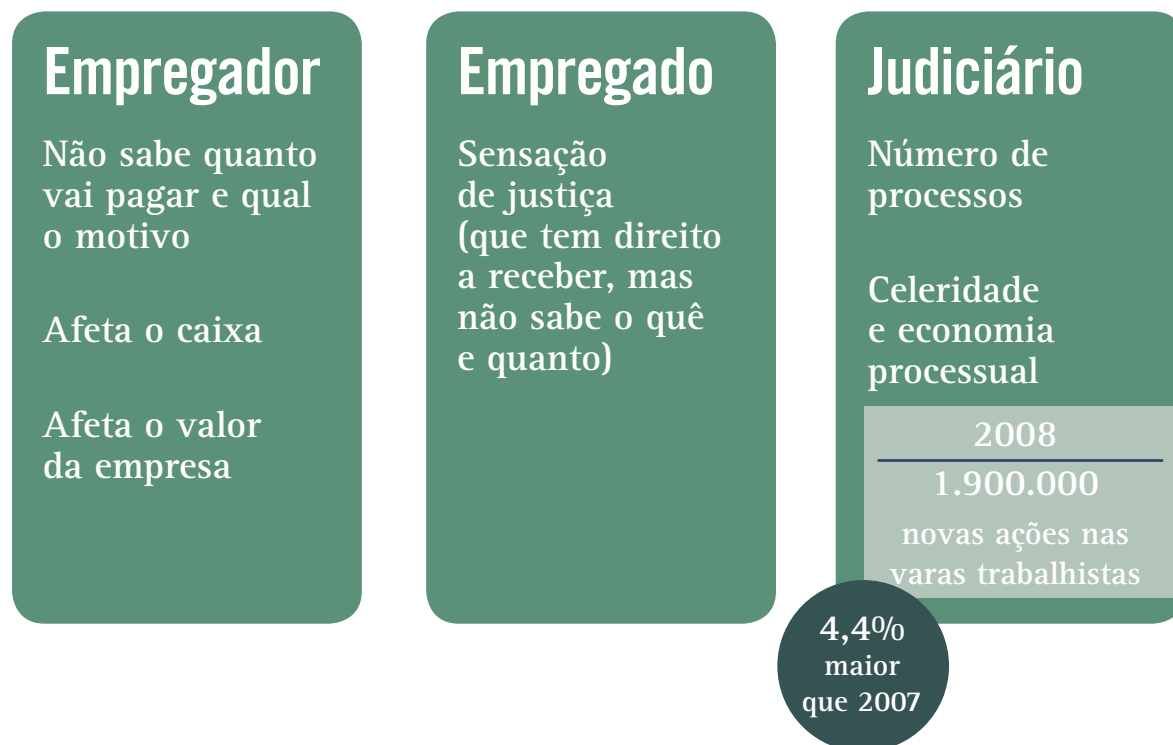 Empregador
Não sabe quanto
vai pagar e qual
o motivo
Afeta o caixa
Afeta o valor
da empresa
Empregado
Sensação
de justiça
(que tem direito
a receber, mas
não sabe o quê
e quanto)
Judiciário
Número de
processos
Celeridade
e economia
processual
2008
1.900.000
novas ações nas
varas trabalhistas
4,4%
maior
que 2007